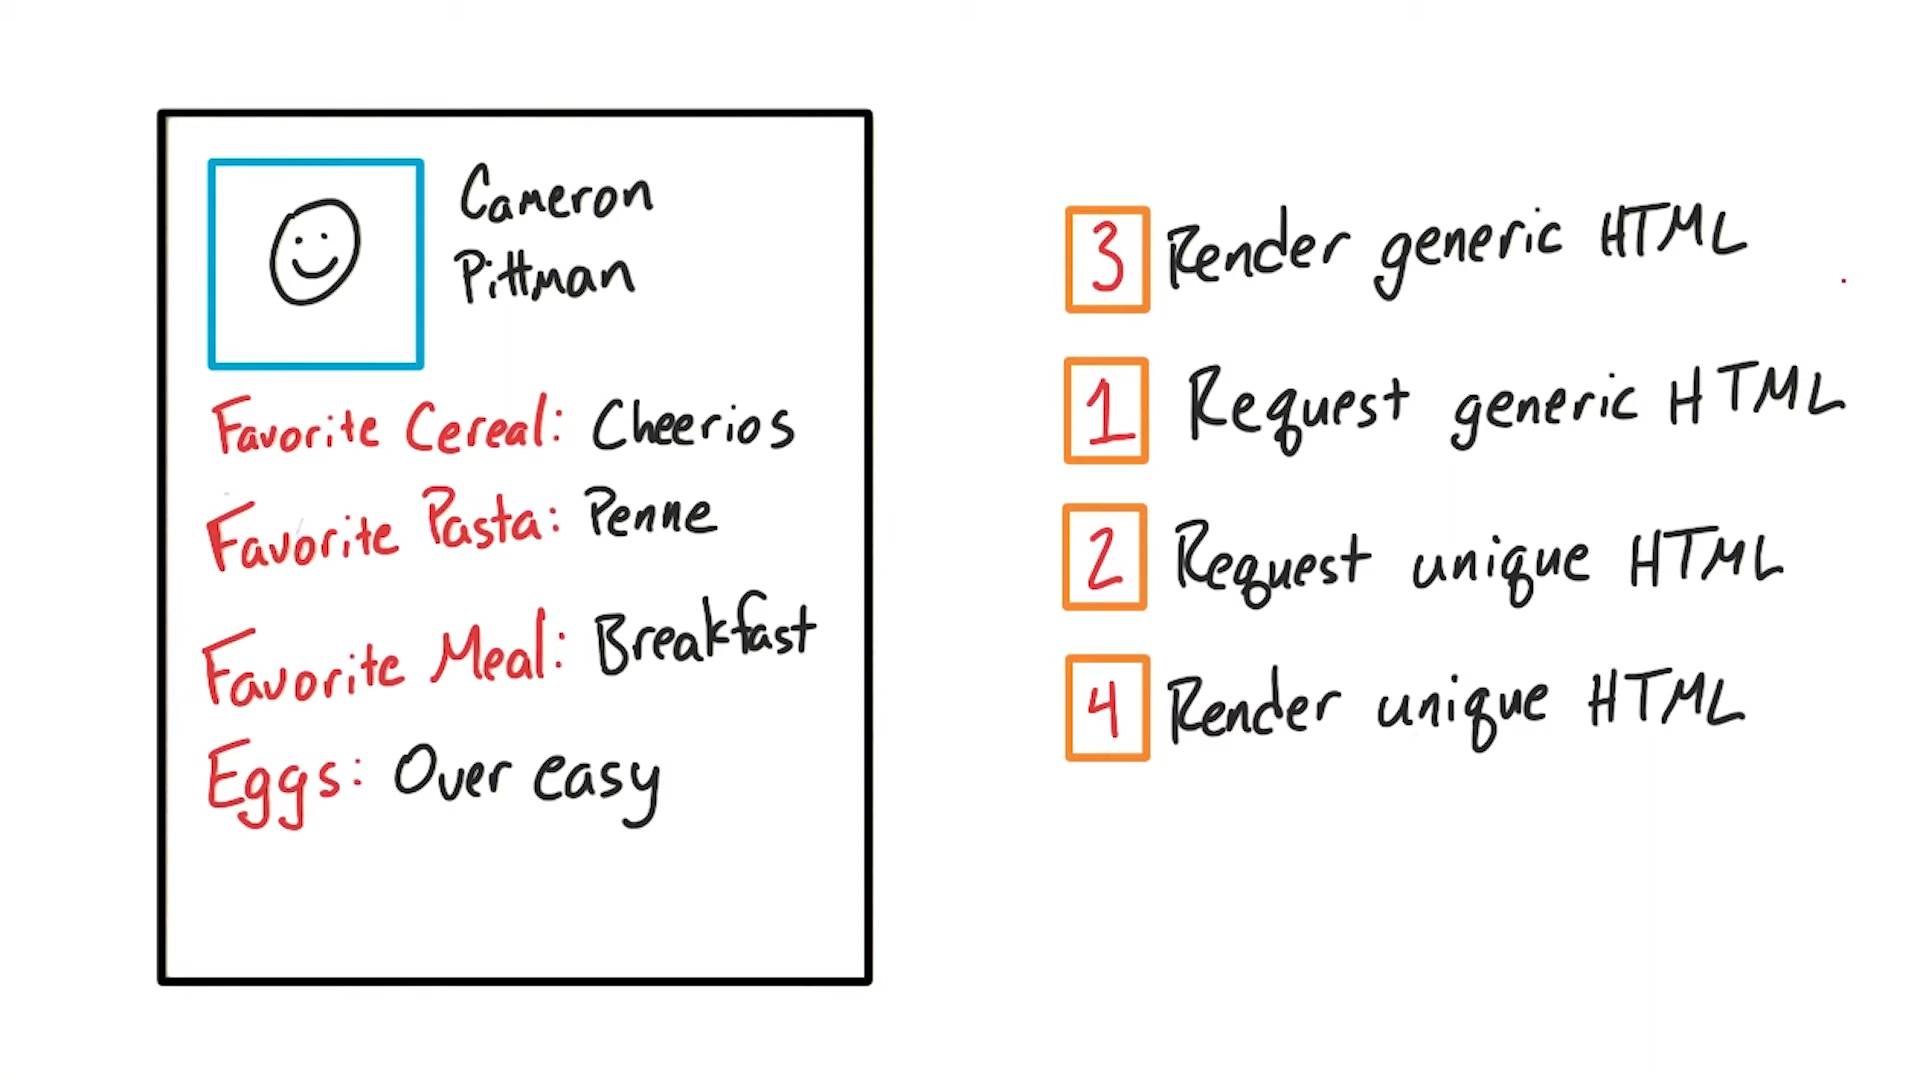 Cameron
Pittman
Favorite Cereal: Cheerios
Favorite Pasta: Penne
Favorite Meal: Breakfast
Eggs: Over easy
3 Render generic HTML
1 Request generic HTML
2 Request unique HTML
4 Render unique HTML